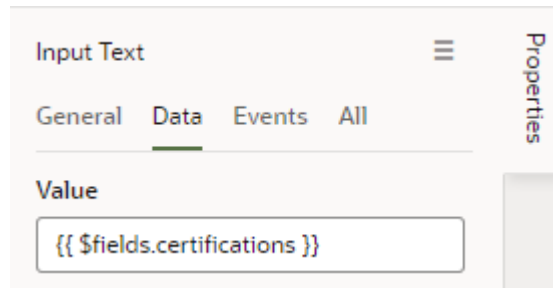 Input Text
General Data Events All
Value
{{ $fields.certifications }}
Properties